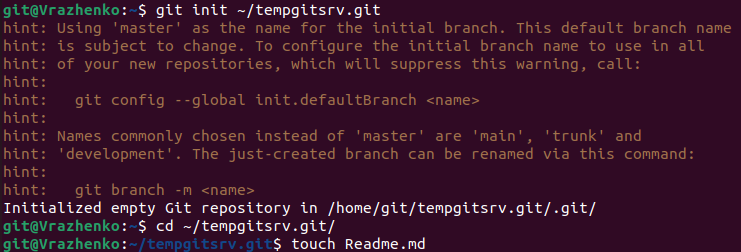 git@Vrazhenko:~$ git init ~/tempgitsrv.git
hint: Using 'master' as the name for the initial branch. This default branch name
hint: is subject to change. To configure the initial branch name to use in all
hint: of your new repositories, which will suppress this warning, call:
hint:
hint:   git config --global init.defaultBranch <name>
hint:
hint: Names commonly chosen instead of 'master' are 'main', 'trunk' and
hint: 'development'. The just-created branch can be renamed via this command:
hint:
hint:   git branch -m <name>
Initialized empty Git repository in /home/git/tempgitsrv.git/.git/
git@Vrazhenko:~$ cd ~/tempgitsrv.git/
git@Vrazhenko:~/tempgitsrv.git$ touch Readme.md